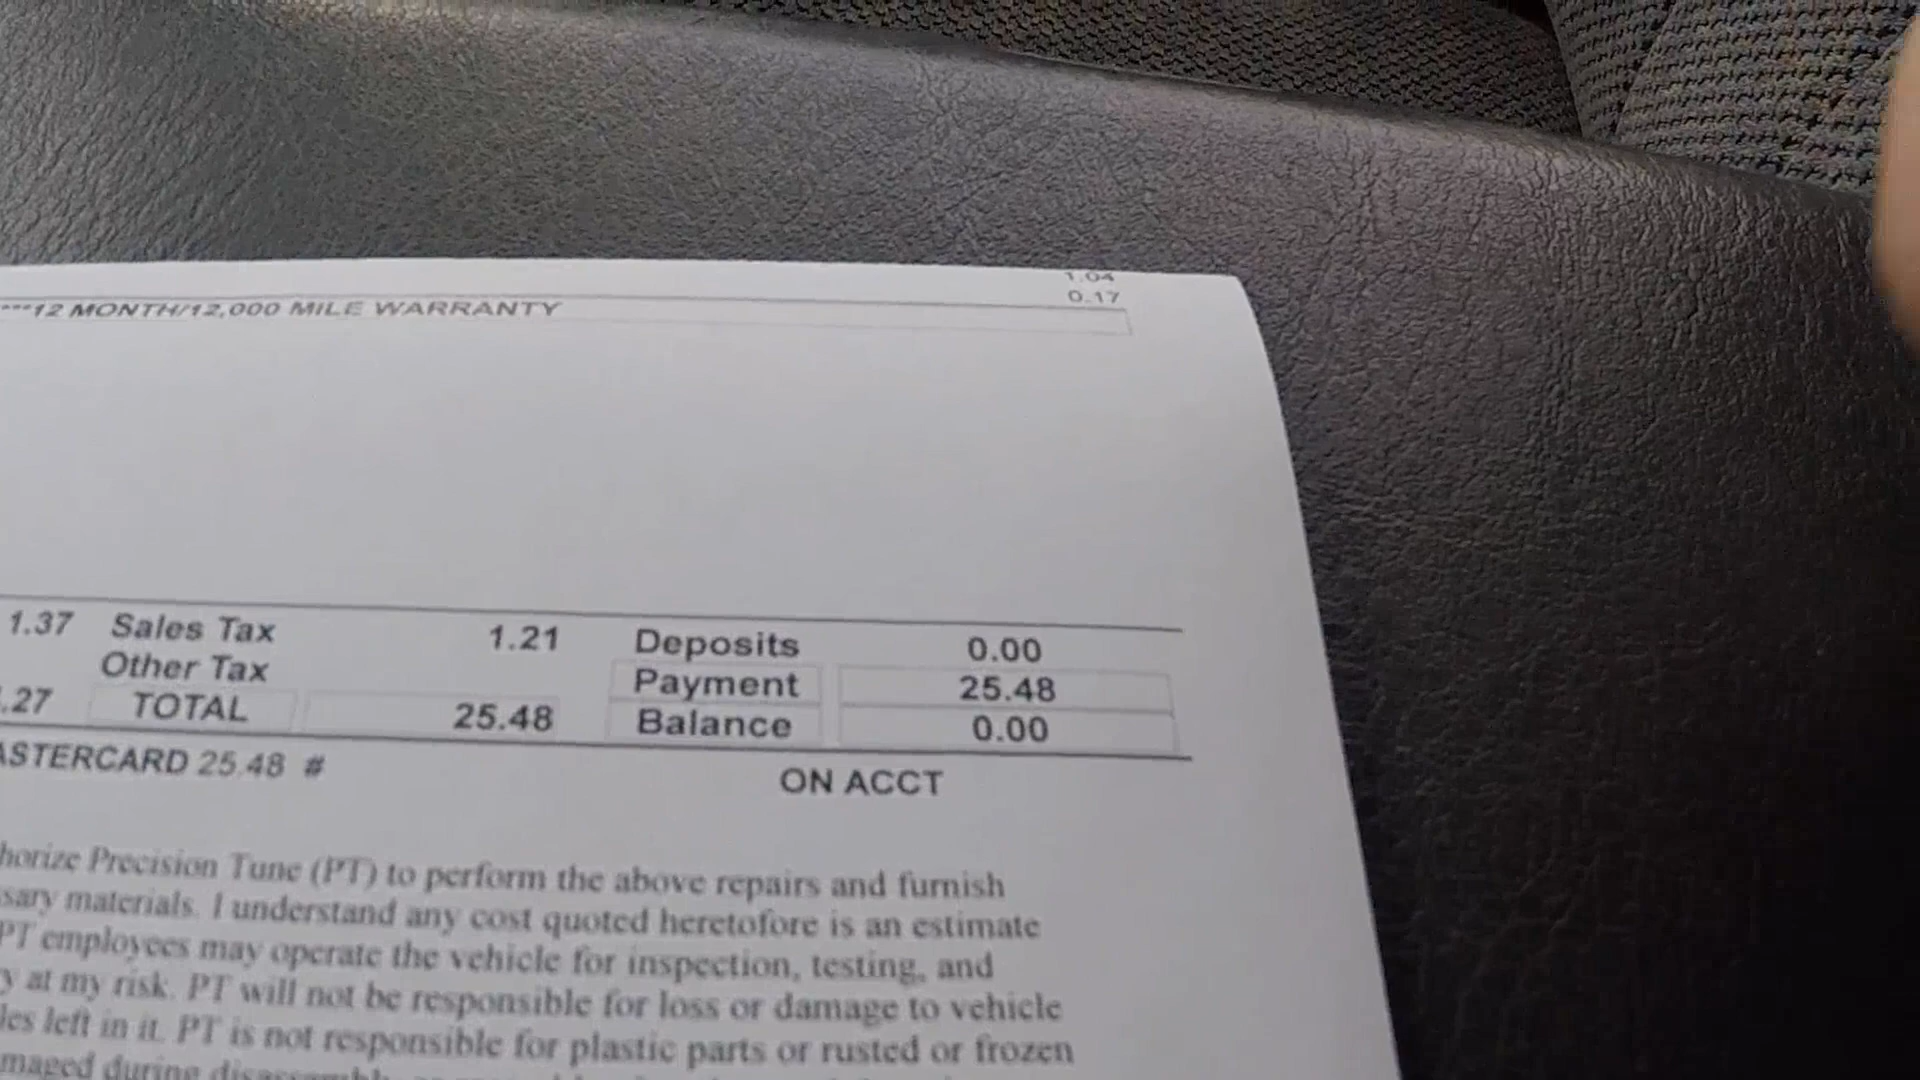 1.04
0.17
***12 MONTH/12,000 MILE WARRANTY
1.37 Sales Tax 1.21 Deposits 0.00
Other Tax Payment 25.48
.27 TOTAL 25.48 Balance 0.00
ASTERCARD 25.48 #
ON ACCT
horize Precision Tune (PT) to perform the above repairs and furnish
sary materials. I understand any cost quoted heretofore is an estimate
PT employees may operate the vehicle for inspection, testing, and
y at my risk. PT will not be responsible for loss or damage to vehicle
les left in it. PT is not responsible for plastic parts or rusted or frozen
maged during